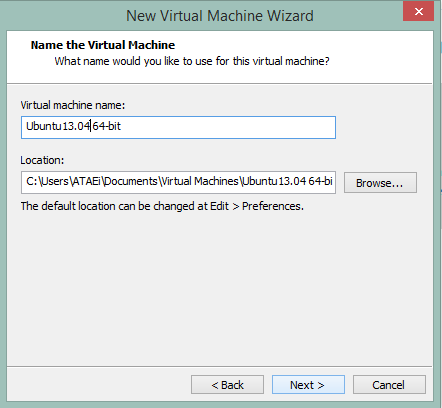 New Virtual Machine Wizard
Name the Virtual Machine
What name would you like to use for this virtual machine?
Virtual machine name:
Ubuntu13.04 64-bit
Location:
C:\Users\ATAEi\Documents\Virtual Machines\Ubuntu13.04 64-bi
Browse...
The default location can be changed at Edit > Preferences.
< Back Next > Cancel